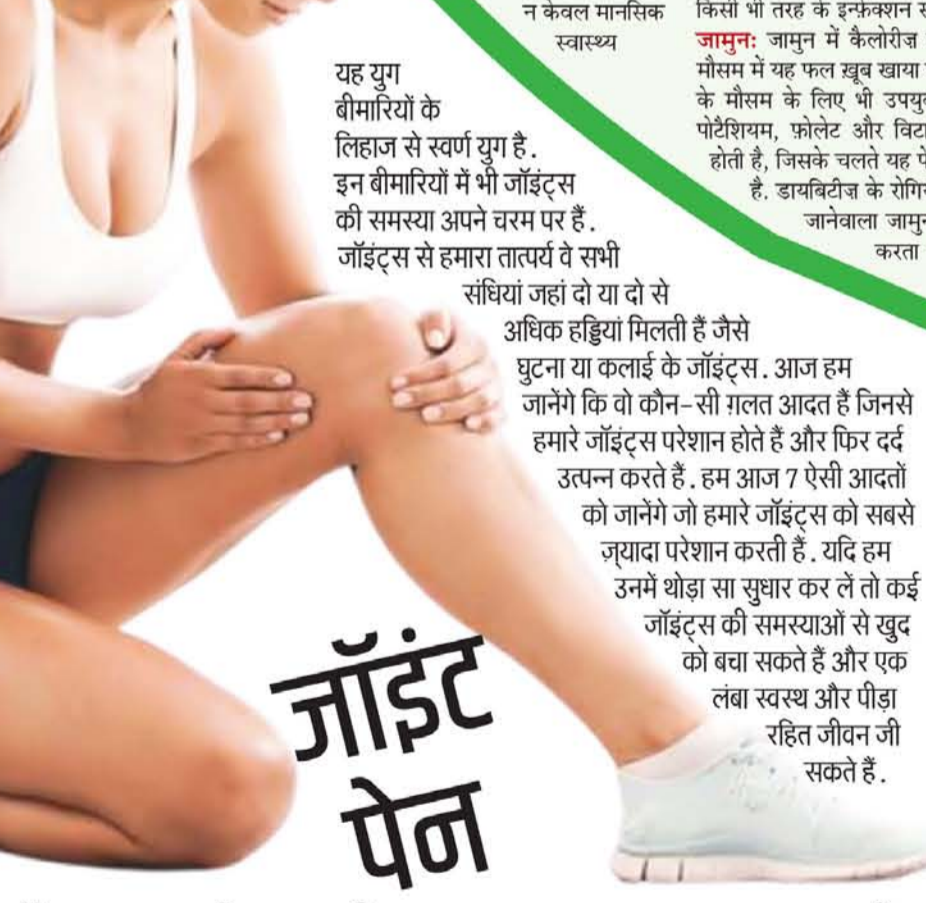 न केवल मानसिक
स्वास्थ्य
किसी भी तरह के इन्फ़ेक्शन
जामुनः जामुन में कैलोरीज़
मौसम में यह फल ख़ूब खाया
के मौसम के लिए भी
पोटैशियम, फ़ोलेट और
होती है, जिसके चलते यह
है. डायबिटीज़ के
जानेवाला
करता
यह युग
बीमारियों के
लिहाज से स्वर्ण युग है.
इन बीमारियों में भी जॉइंट्स
की समस्या अपने चरम पर हैं.
जॉइंट्स से हमारा तात्पर्य वे सभी
संधियां जहां दो या दो से
अधिक हड्डियां मिलती हैं जैसे
घुटना या कलाई के जॉइंट्स. आज हम
जानेंगे कि वो कौन-सी ग़लत आदत हैं जिनसे
हमारे जॉइंट्स परेशान होते हैं और फिर दर्द
उत्पन्न करते हैं. हम आज 7 ऐसी आदतों
को जानेंगे जो हमारे जॉइंट्स को सबसे
ज़्यादा परेशान करती हैं. यदि हम
उनमें थोड़ा सा सुधार कर लें तो कई
जॉइंट्स की समस्याओं से खुद
को बचा सकते हैं और एक
लंबा स्वस्थ और पीड़ा
रहित जीवन जी
सकते हैं.
जॉइंट
पेन